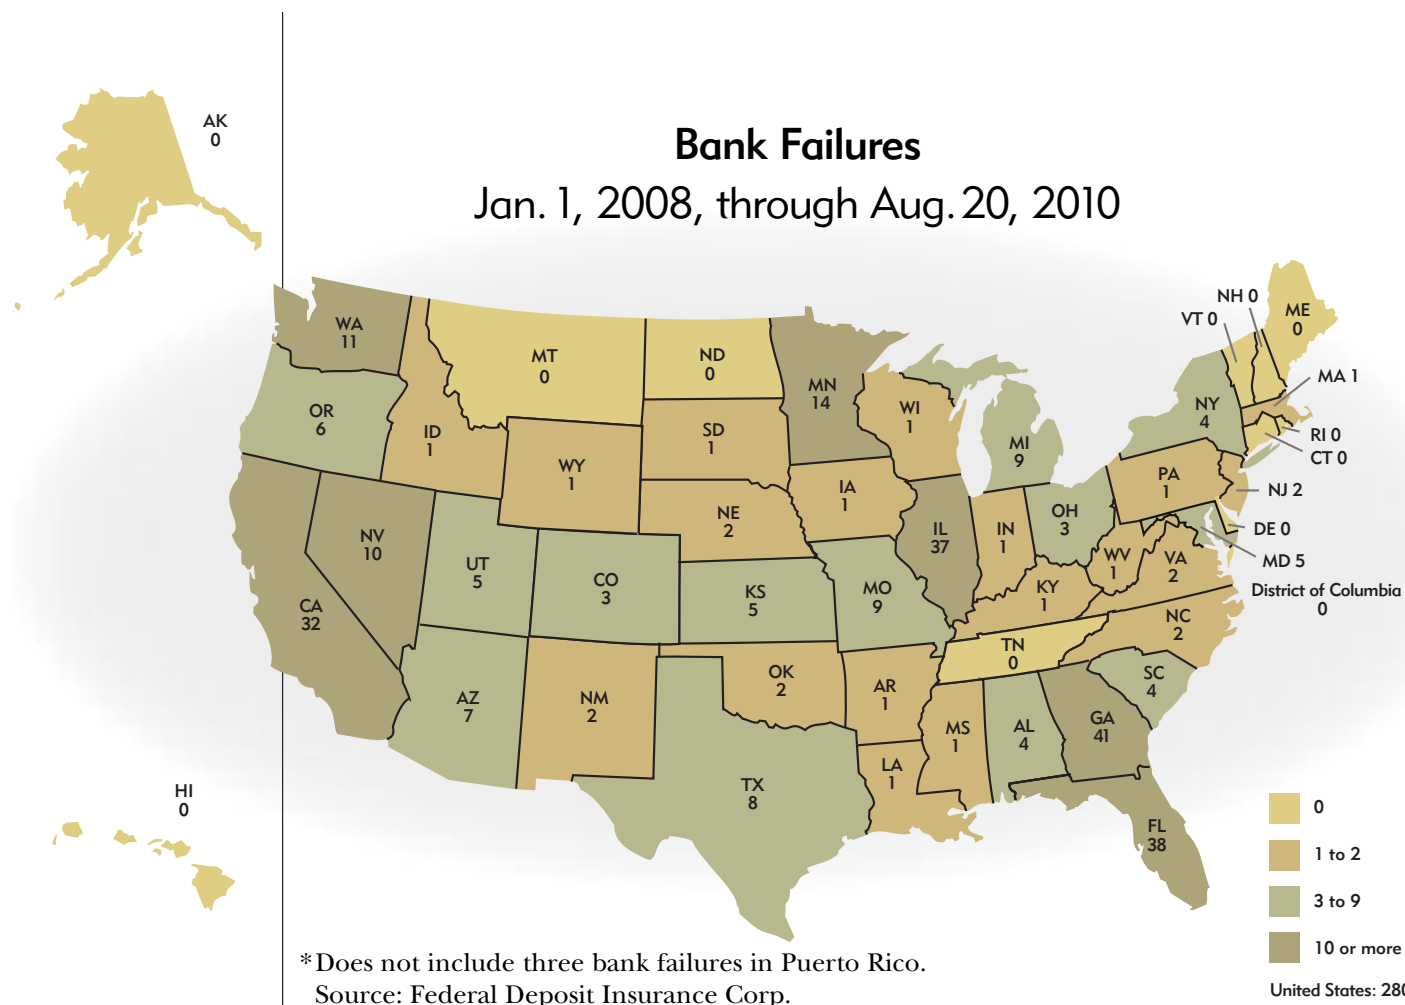 AK
0
Bank Failures
Jan. 1, 2008, through Aug. 20, 2010
NH 0
VT 0
ME
0
WA
11
MT
0
ND
0
MN
14
MA 1
OR
6
ID
1
SD
1
WI
1
MI
9
NY
4
RI 0
CT 0
WY
1
NE
2
IA
1
PA
1
NJ 2
NV
10
UT
5
CO
3
KS
5
MO
9
IL
37
IN
1
OH
3
WV
1
VA
2
DE 0
MD 5
District of Columbia
0
CA
32
KY
1
NC
2
TN
0
AZ
7
NM
2
OK
2
AR
1
SC
4
MS
1
AL
4
GA
41
LA
1
TX
8
HI
0
FL
38
0
1 to 2
3 to 9
10 or more
*Does not include three bank failures in Puerto Rico.
Source: Federal Deposit Insurance Corp.
United States: 280